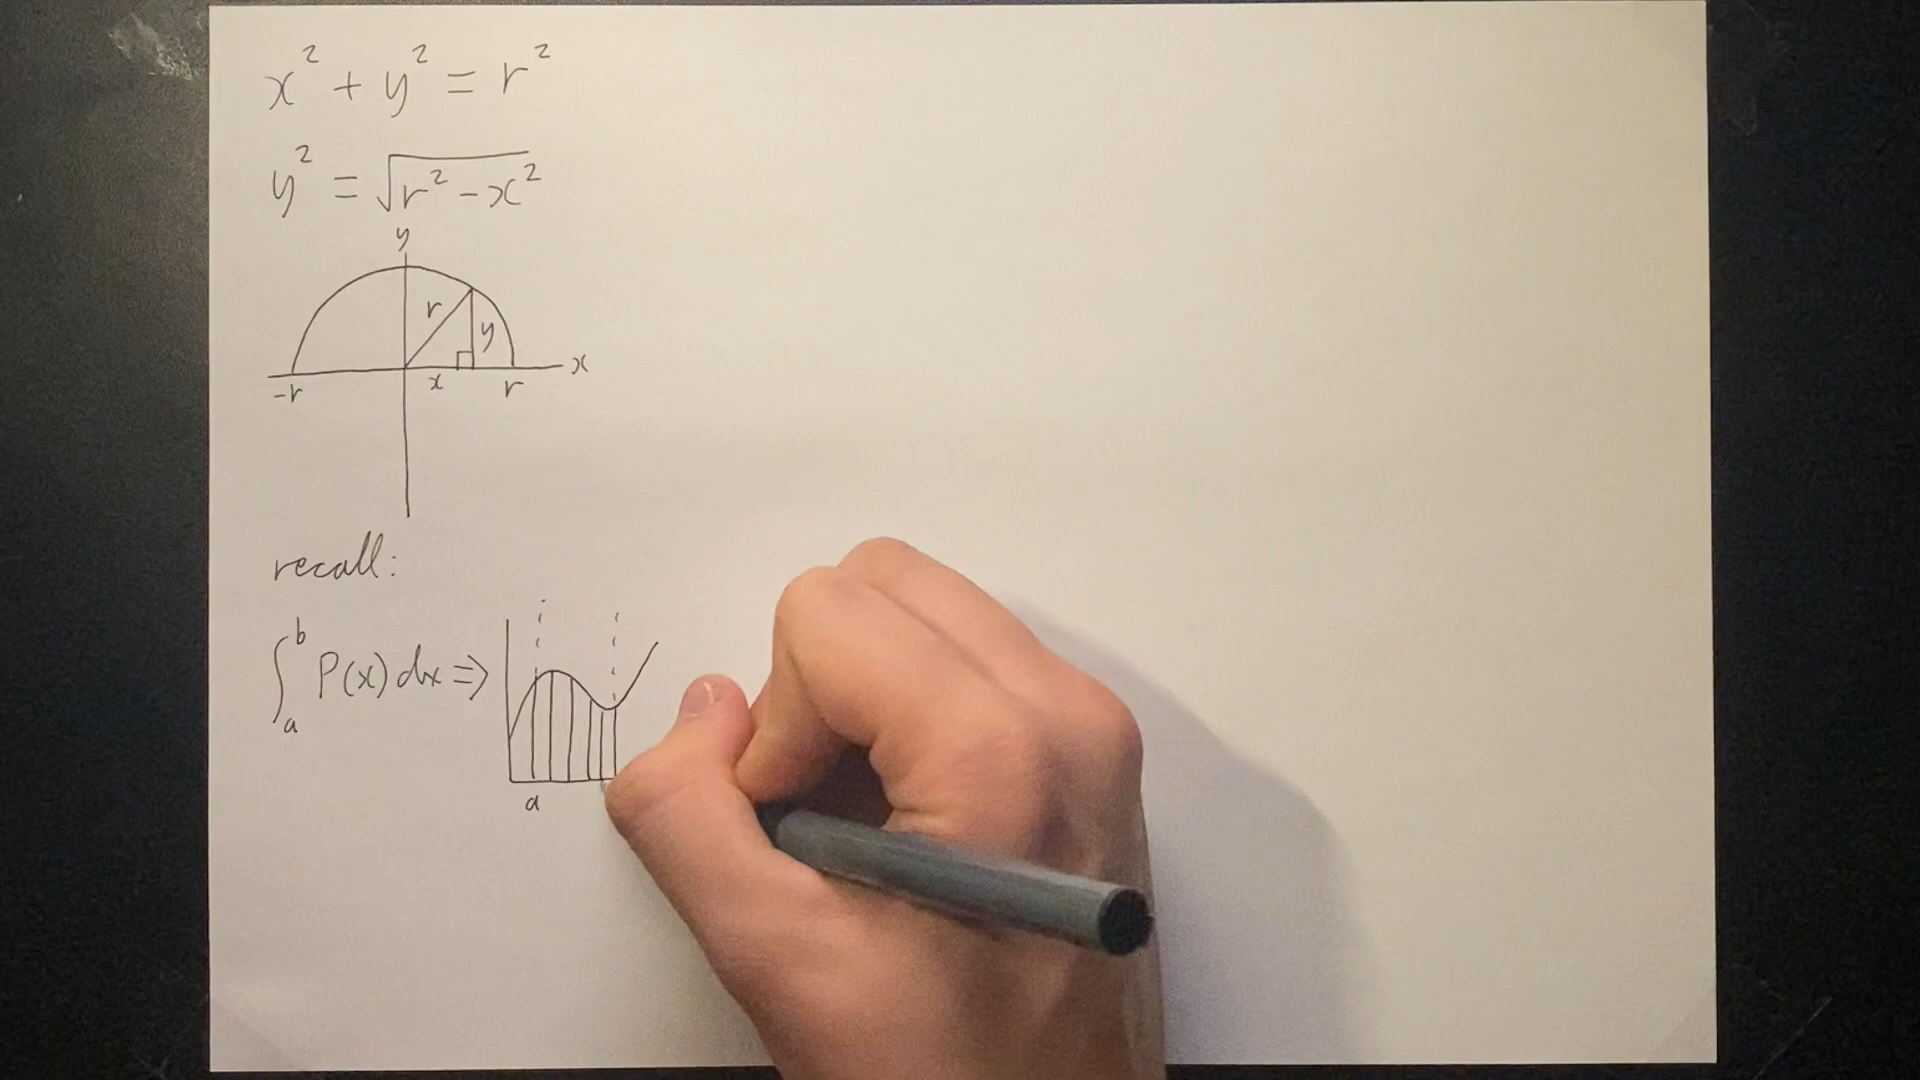 x² + y² = r²
y² = √(r² - x²)
y
r
y
x
-r
x
r
recall:
∫ₐᵇ P(x) dx ⇒
a